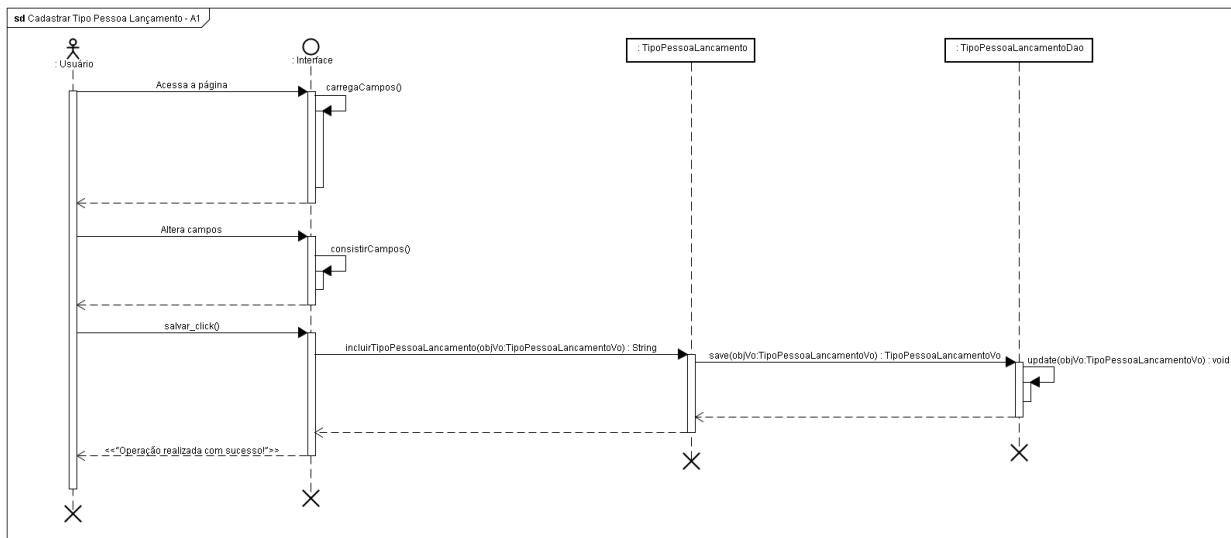 sd Cadastrar Tipo Pessoa Lançamento - A1
: Usuário
: Interface
: TipoPessoaLancamento
: TipoPessoaLancamentoDao
Acessa a página
carregaCampos()
Altera campos
consistirCampos()
salvar_click()
incluirTipoPessoaLancamento(objVo:TipoPessoaLancamentoVo) : String
save(objVo:TipoPessoaLancamentoVo) : TipoPessoaLancamentoVo
update(objVo:TipoPessoaLancamentoVo) : void
<<"Operação realizada com sucesso!">>